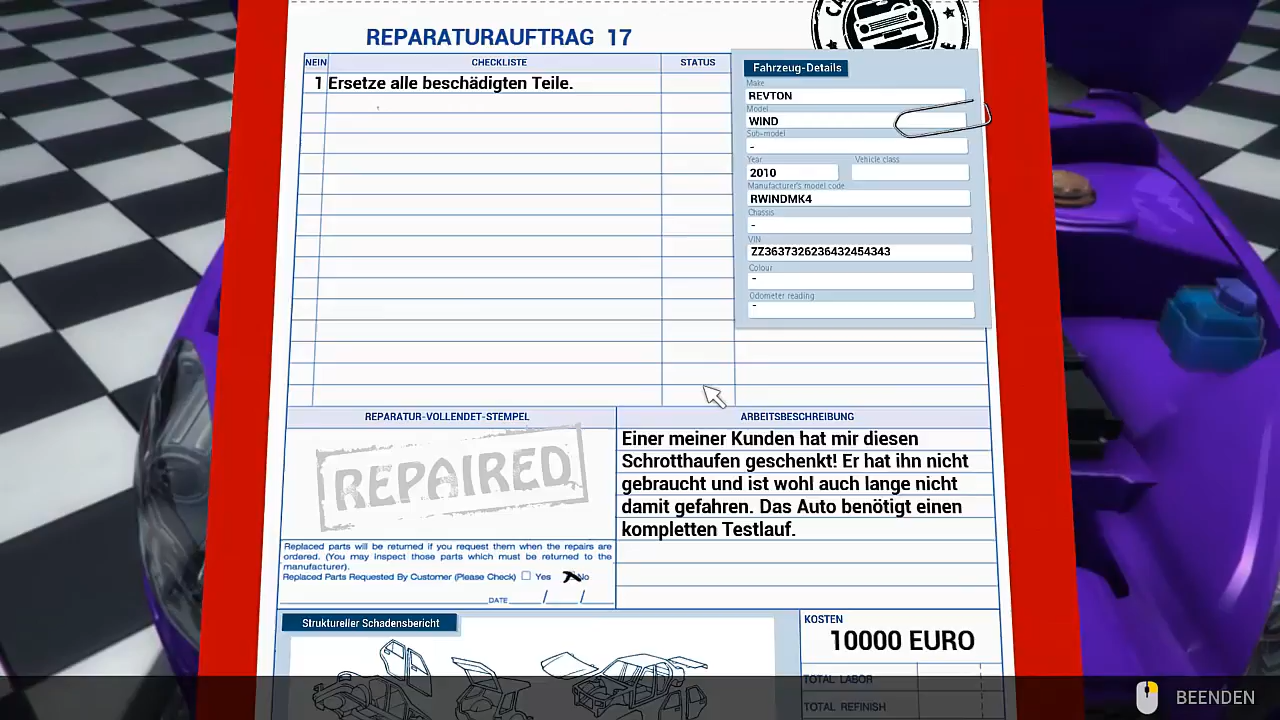 REPARATURAUFTRAG 17
NEIN CHECKLISTE STATUS
1 Ersetze alle beschädigten Teile.
Fahrzeug-Details
Make
REVTON
Model
WIND
Sub-model
-
Year Vehicle class
2010
Manufacturer's model code
RWINDMK4
Chassis
-
VIN
ZZ3637326236432454343
Colour
-
Odometer reading
-
REPARATUR-VOLLENDET-STEMPEL
REPAIRED
ARBEITSBESCHREIBUNG
Einer meiner Kunden hat mir diesen
Schrotthaufen geschenkt! Er hat ihn nicht
gebraucht und ist wohl auch lange nicht
damit gefahren. Das Auto benötigt einen
kompletten Testlauf.
Replaced parts will be returned if you request them when the repairs are
ordered. (You may inspect those parts which must be returned to the
manufacturer).
Replaced Parts Requested By Customer (Please Check) Yes No
DATE / /
Struktureller Schadensbericht
KOSTEN
10000 EURO
TOTAL LABOR
TOTAL REFINISH
BEENDEN